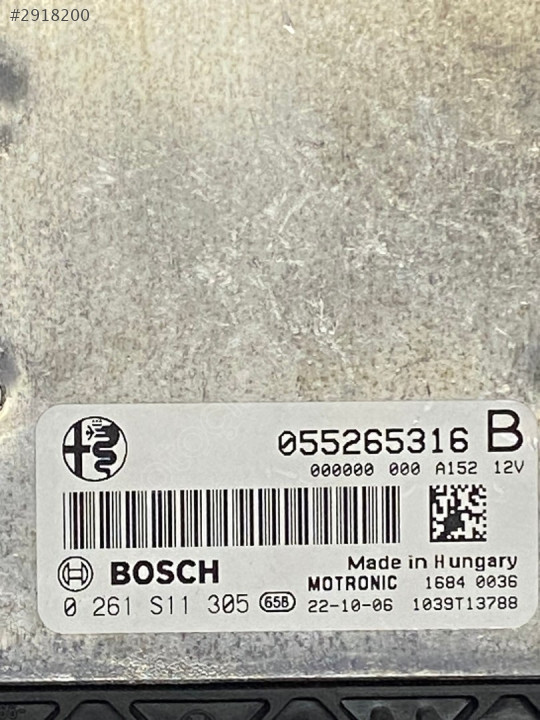 #2918200
055265316 B
000000 000 A152 12V
Made in Hungary
BOSCH
MOTRONIC 1684 0036
0 261 S11 305 65B 22-10-06 1039T13788